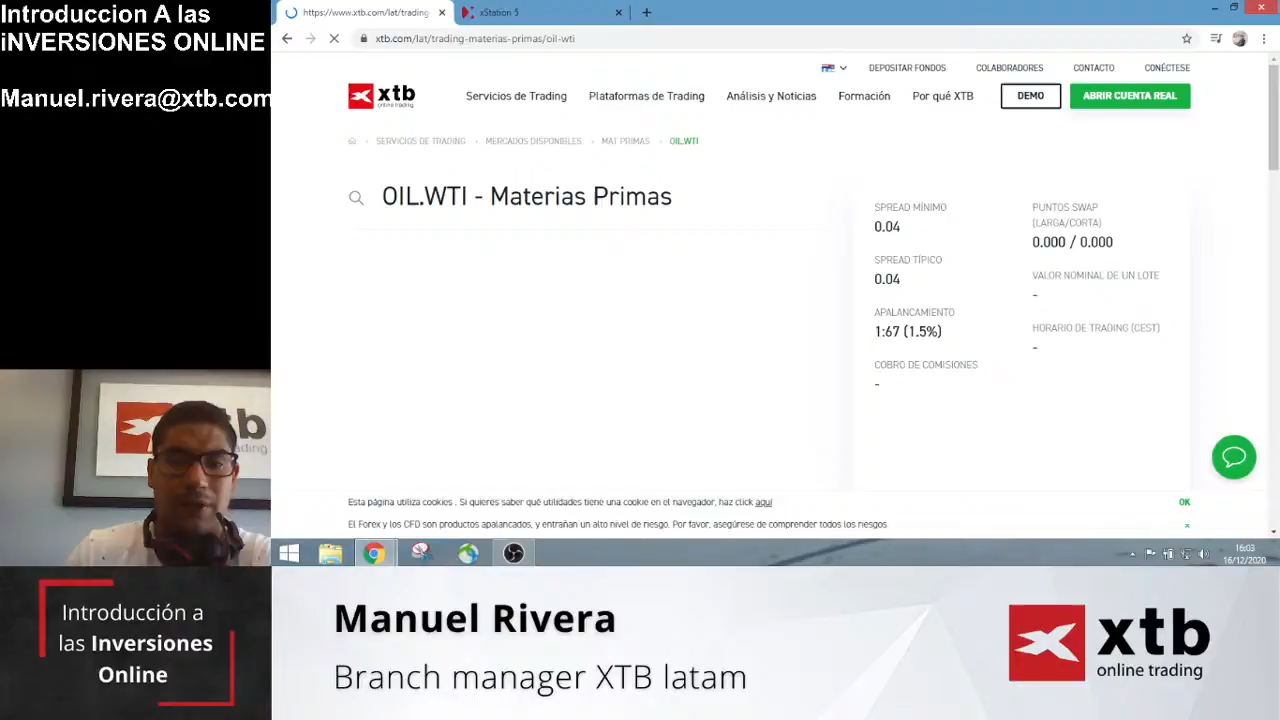 Introduccion A las
iNVERSIONES ONLINE
Manuel.rivera@xtb.com
https://www.xtb.com/lat/trading
xStation 5
xtb.com/lat/trading-materias-primas/oil-wti
DEPOSITAR FONDOS
COLABORADORES
CONTACTO
CONÉCTESE
xtb
online trading
Servicios de Trading
Plataformas de Trading
Análisis y Noticias
Formación
Por qué XTB
DEMO
ABRIR CUENTA REAL
SERVICIOS DE TRADING
MERCADOS DISPONIBLES
MAT PRIMAS
OIL.WTI
OIL.WTI - Materias Primas
SPREAD MÍNIMO
0.04
SPREAD TÍPICO
0.04
APALANCAMIENTO
1:67 (1.5%)
COBRO DE COMISIONES
-
PUNTOS SWAP
(LARGA/CORTA)
0.000 / 0.000
VALOR NOMINAL DE UN LOTE
-
HORARIO DE TRADING (CEST)
-
Esta página utiliza cookies . Si quieres saber qué utilidades tiene una cookie en el navegador, haz click aquí
OK
El Forex y los CFD son productos apalancados, y entrañan un alto nivel de riesgo. Por favor, asegúrese de comprender todos los riesgos
x
16:03
16/12/2020
tb
trading
Introducción a
las Inversiones
Online
Manuel Rivera
Branch manager XTB latam
xtb
online trading